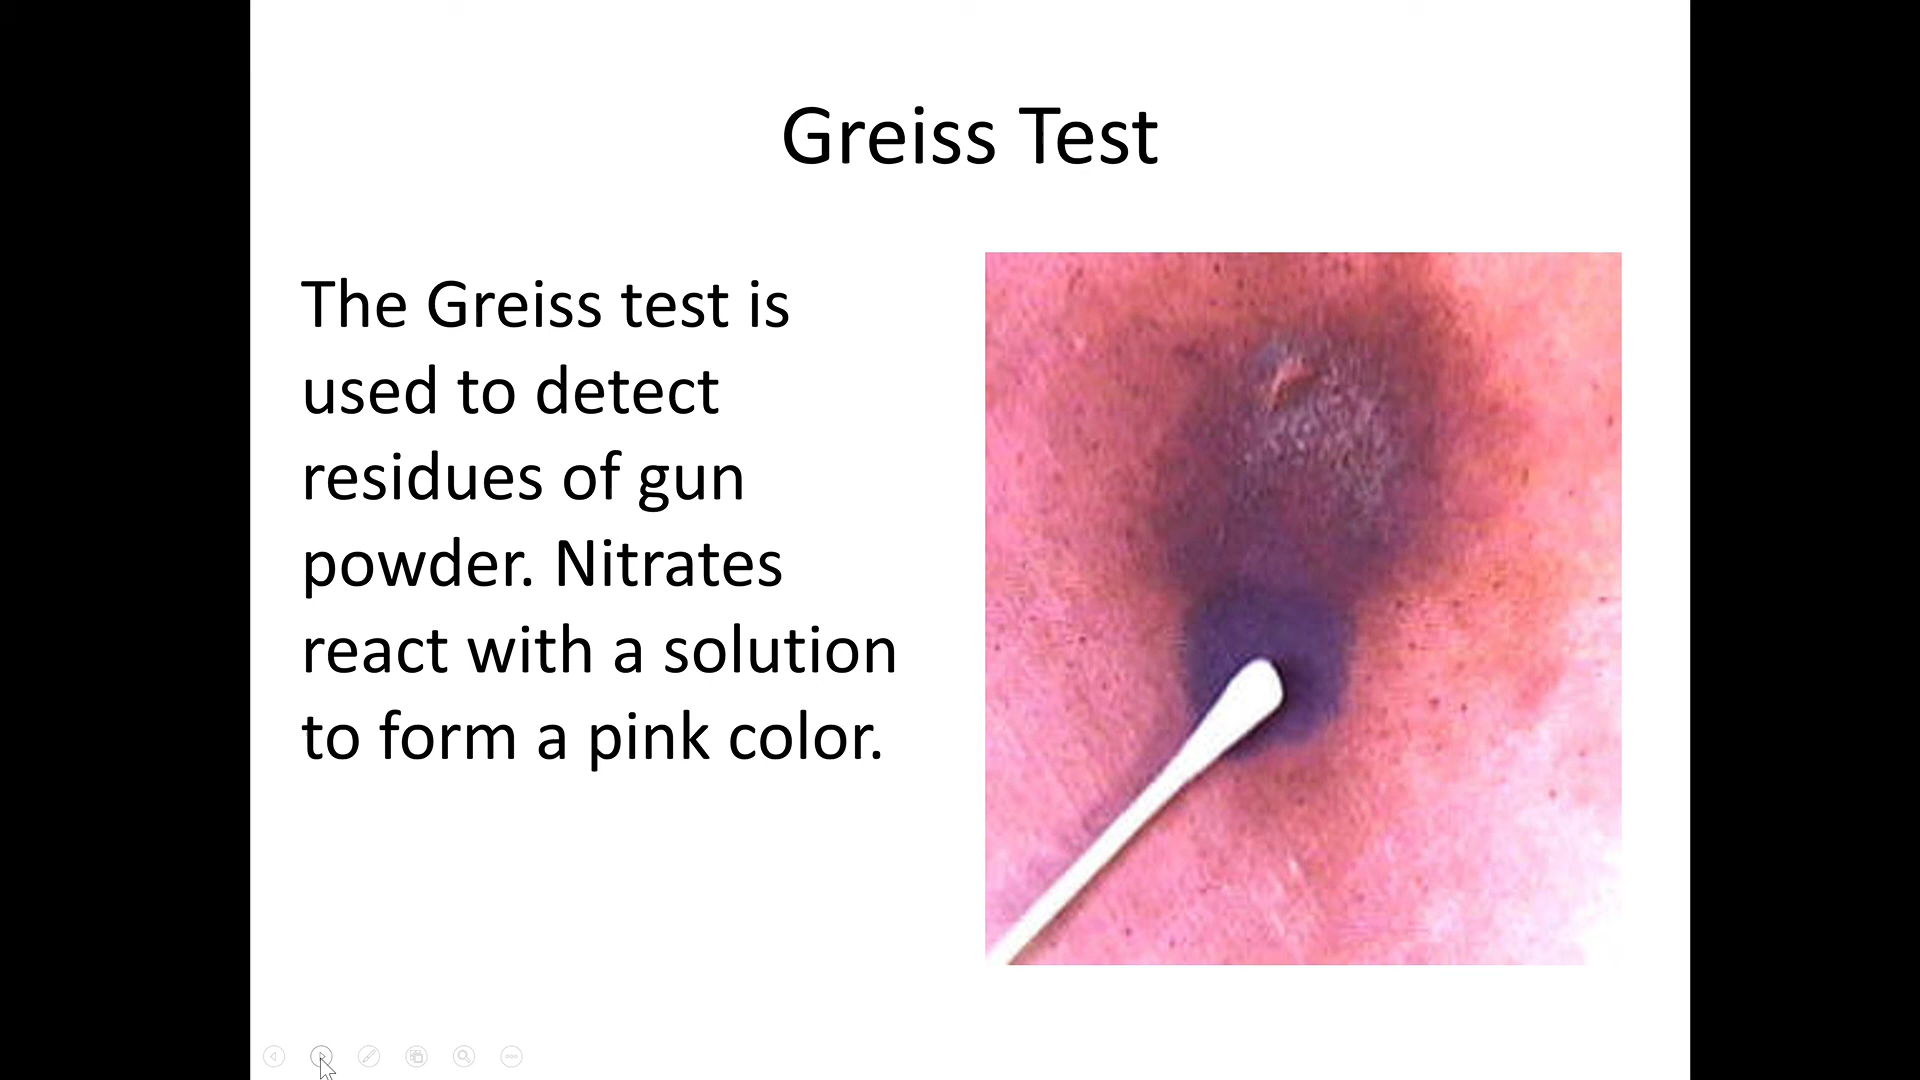 Greiss Test
The Greiss test is
used to detect
residues of gun
powder. Nitrates
react with a solution
to form a pink color.